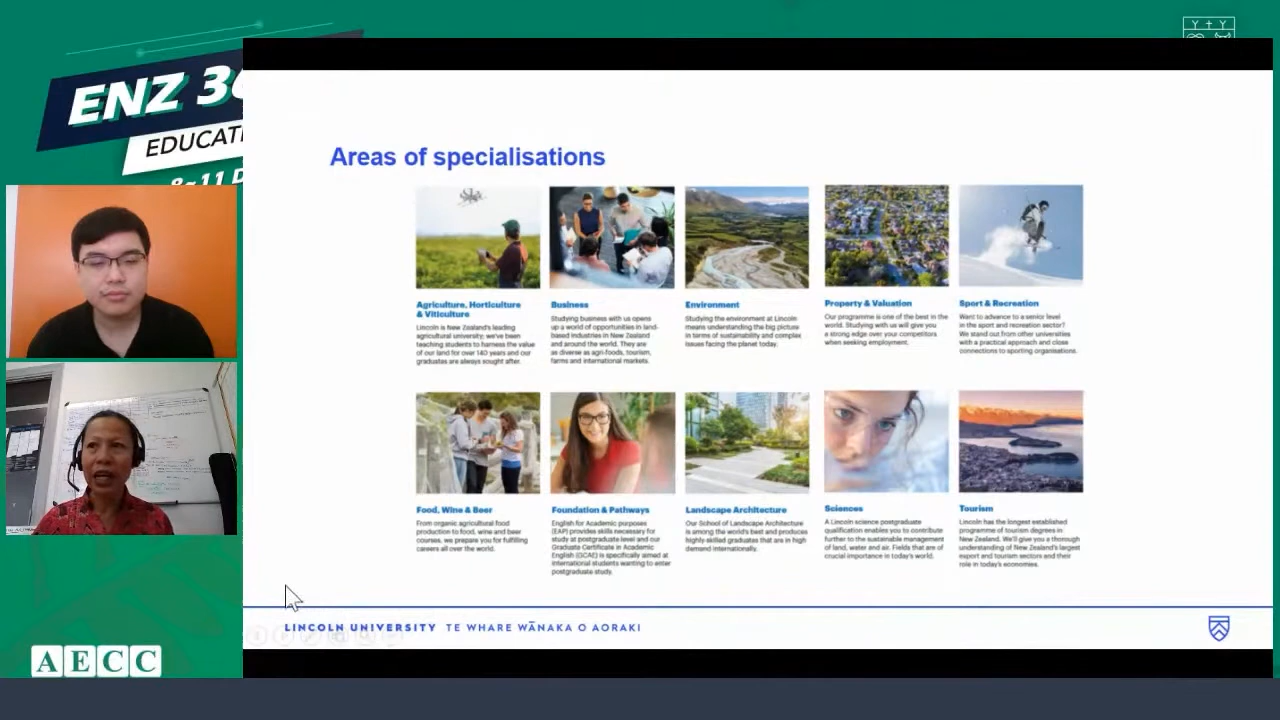 ENZ 36
EDUCATI
8-11 D
Areas of specialisations
Agriculture, Horticulture
& Viticulture
Lincoln is New Zealand's leading
agricultural university; we've been
teaching students to harness the value
of our land for over 140 years and our
graduates are always sought after.
Business
Studying business with us opens
up a world of opportunities in land-
based industries in New Zealand
and around the world. They are
as diverse as agri-foods, tourism,
farms and international markets.
Environment
Studying the environment at Lincoln
means understanding the big picture
in terms of sustainability and complex
issues facing the planet today.
Property & Valuation
Our programme is one of the best in the
world. Studying with us will give you
a strong edge over your competitors
when seeking employment.
Sport & Recreation
Want to advance to a senior level
in the sport and recreation sector?
We stand out from other universities
with a practical approach and close
connections to sporting organisations.
Food, Wine & Beer
From organic agricultural food
production to food, wine and beer
courses, we prepare you for fulfilling
careers all over the world.
Foundation & Pathways
English for Academic purposes
(EAP) provides skills necessary for
study at postgraduate level and our
Graduate Certificate in Academic
English (GCAE) is specifically aimed at
international students wanting to enter
postgraduate study.
Landscape Architecture
Our School of Landscape Architecture
is among the world's best and produces
highly skilled graduates that are in high
demand internationally.
Sciences
A Lincoln science postgraduate
qualification enables you to contribute
further to the sustainable management
of land, water and air. Fields that are of
crucial importance in today's world.
Tourism
Lincoln has the longest established
programme of tourism degrees in
New Zealand. We'll give you a thorough
understanding of New Zealand's largest
export and tourism sectors and their
role in today's economies.
LINCOLN UNIVERSITY TE WHARE WĀNAKA O AORAKI
AECC